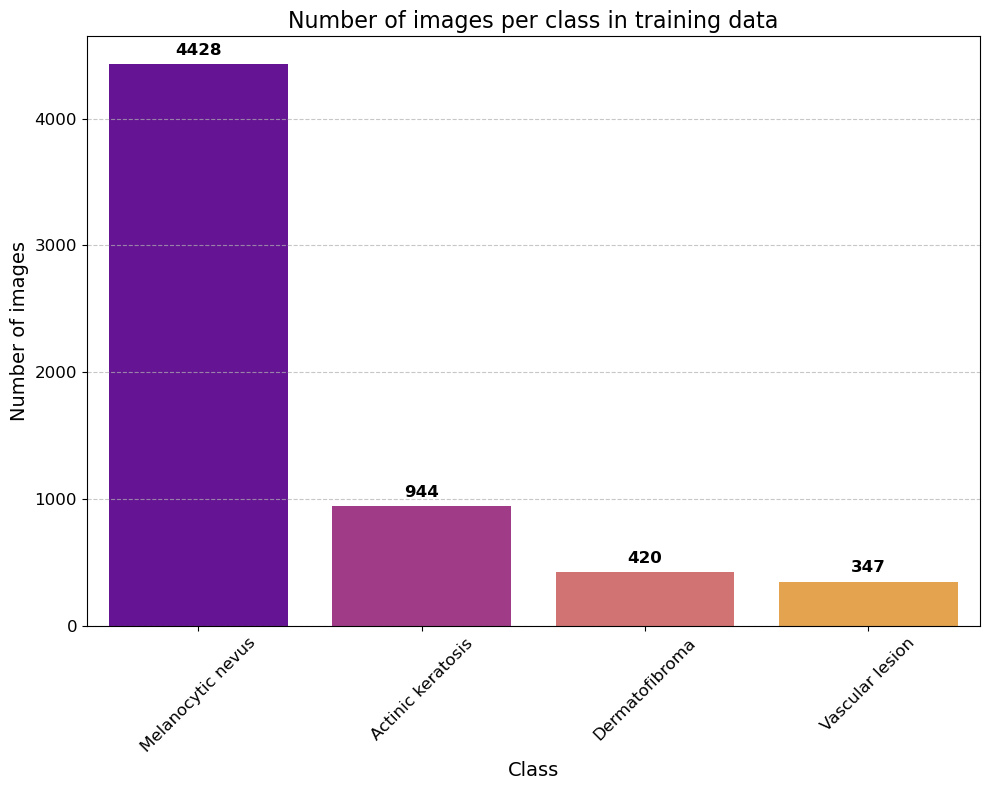 Number of images per class in training data
4428
944
420
347
4000
3000
2000
1000
0
Number of images
Melanocytic nevus
Actinic keratosis
Dermatofibroma
Vascular lesion
Class